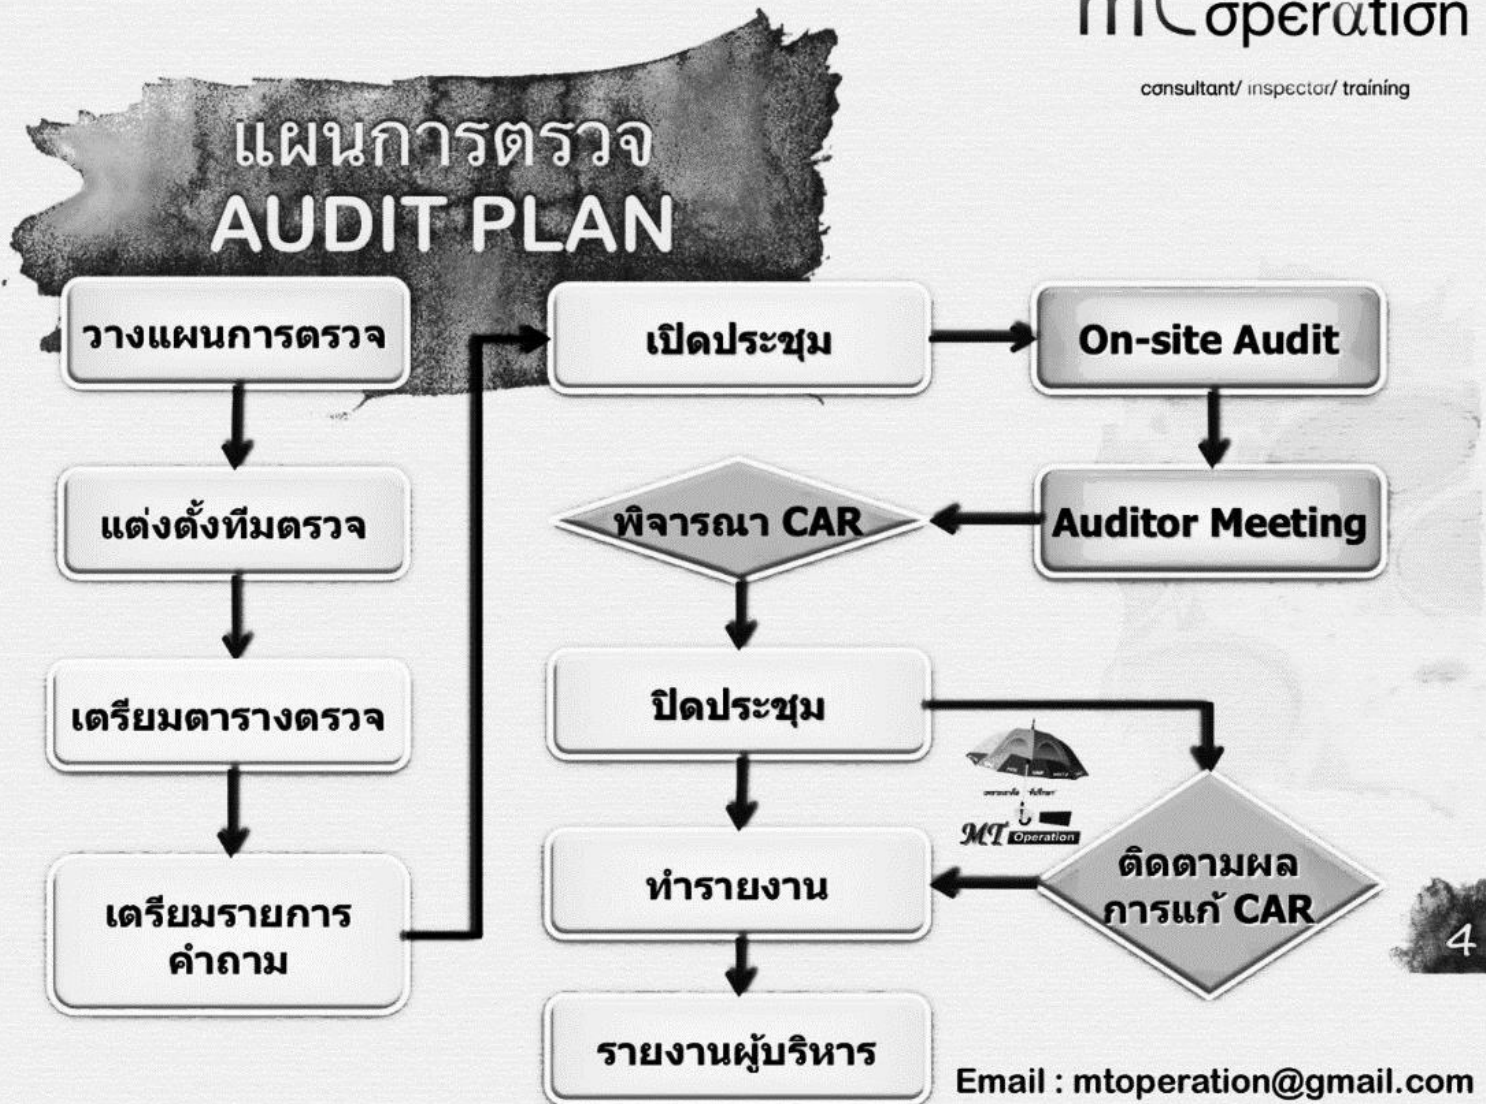 mt operation
consultant/ inspector/ training
แผนการตรวจ
AUDIT PLAN
วางแผนการตรวจ
แต่งตั้งทีมตรวจ
เตรียมตารางตรวจ
เตรียมรายการ
คำถาม
เปิดประชุม
On-site Audit
Auditor Meeting
พิจารณา CAR
ปิดประชุม
ติดตามผล
การแก้ CAR
MT Operation
ทำรายงาน
รายงานผู้บริหาร
4
Email : mtoperation@gmail.com